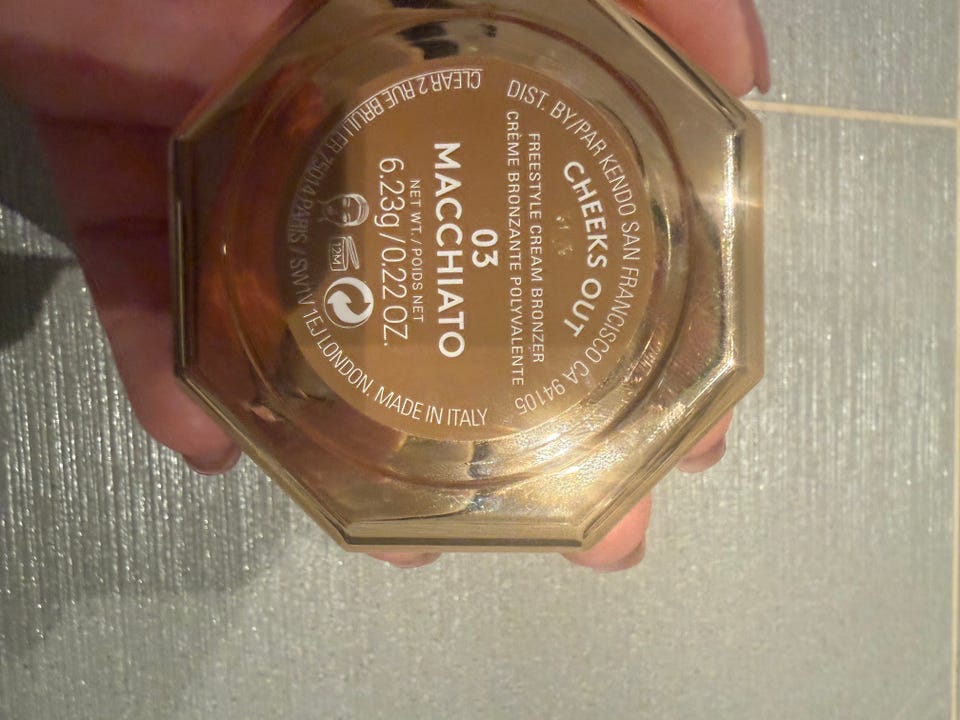 DIST. BY/PAR KENDO SAN FRANCISCO CA 94105
CHEEKS OUT
FREESTYLE CREAM BRONZER
CRÈME BRONZANTE POLYVALENTE
03
MACCHIATO
NET WT./POIDS NET
6.23g/0.22 OZ.
12M
CLEAR 2 RUE BRULLER 75014 PARIS / SW1V 1EJ LONDON. MADE IN ITALY